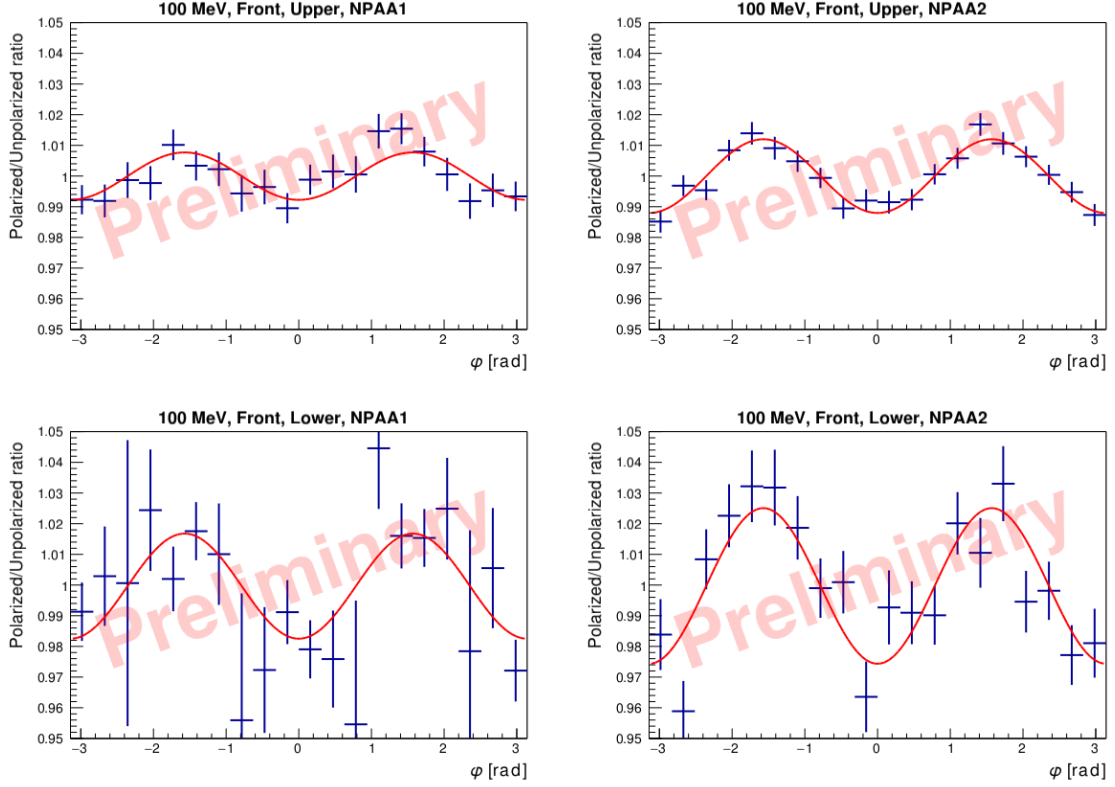 100 MeV, Front, Upper, NPAA1
Polarized/Unpolarized ratio
1.05
1.04
1.03
1.02
1.01
1
0.99
0.98
0.97
0.96
0.95
Preliminary
−3 −2 −1 0 1 2 3
φ [rad]
100 MeV, Front, Upper, NPAA2
Polarized/Unpolarized ratio
1.05
1.04
1.03
1.02
1.01
1
0.99
0.98
0.97
0.96
0.95
Preliminary
−3 −2 −1 0 1 2 3
φ [rad]
100 MeV, Front, Lower, NPAA1
Polarized/Unpolarized ratio
1.05
1.04
1.03
1.02
1.01
1
0.99
0.98
0.97
0.96
0.95
Preliminary
−3 −2 −1 0 1 2 3
φ [rad]
100 MeV, Front, Lower, NPAA2
Polarized/Unpolarized ratio
1.05
1.04
1.03
1.02
1.01
1
0.99
0.98
0.97
0.96
0.95
Preliminary
−3 −2 −1 0 1 2 3
φ [rad]